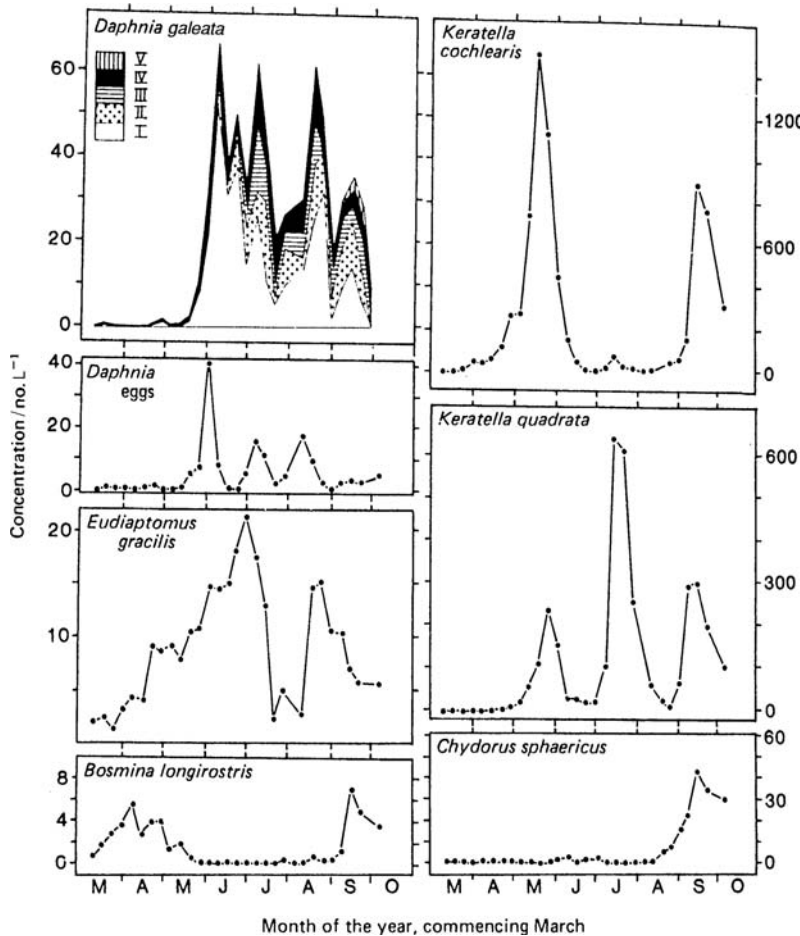 Daphnia galeata
V
IV
III
II
I
60
40
20
0
Daphnia
eggs
40
20
0
Eudiaptomus
gracilis
20
10
Bosmina longirostris
8
4
0
M A M J J A S O
Keratella
cochlearis
1200
600
0
Keratella quadrata
600
300
0
Chydorus sphaericus
60
30
0
M A M J J A S O
Concentration/no. L⁻¹
Month of the year, commencing March